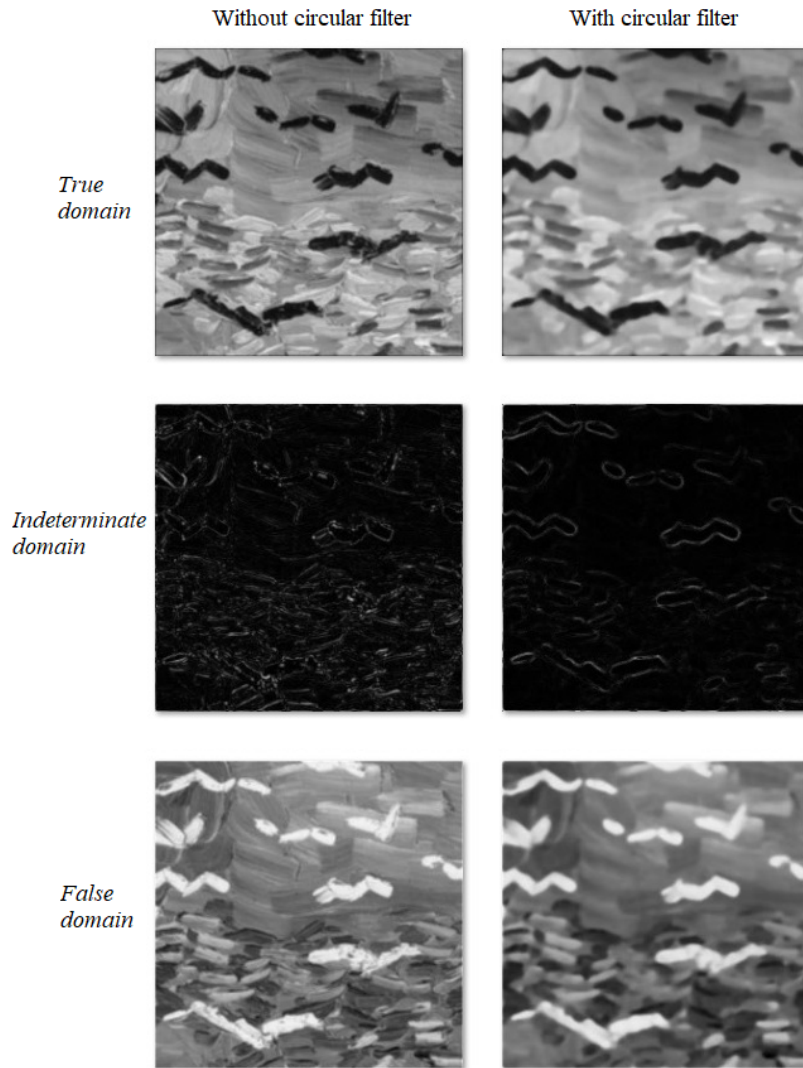 Without circular filter
With circular filter
True
domain
Indeterminate
domain
False
domain